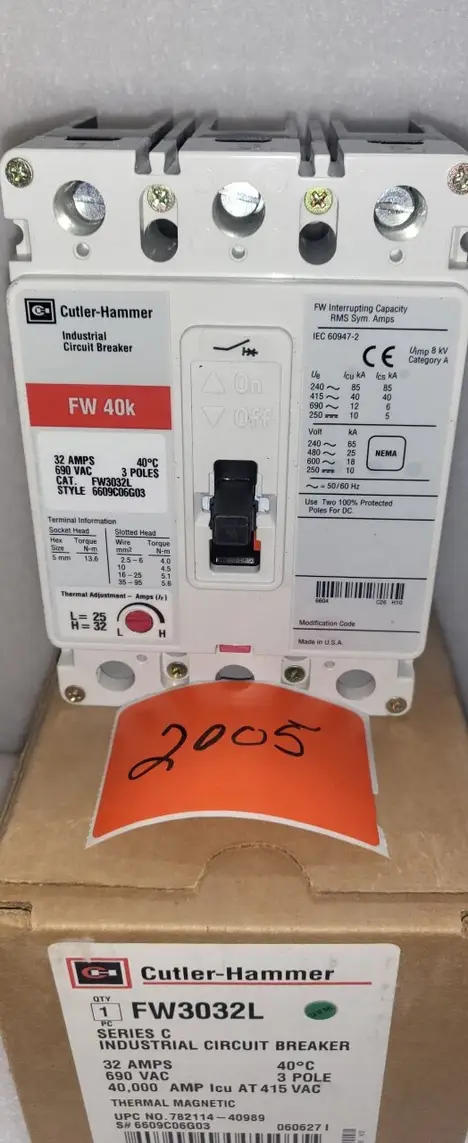 Cutler-Hammer
Industrial
Circuit Breaker
FW 40k
32 AMPS 40°C
690 VAC 3 POLES
CAT. FW3032L
STYLE 6609C06G03
Terminal Information
Socket Head Slotted Head
Hex Size Torque N-m Wire mm² Torque N-m
5 mm 13.6 2.5-6 4.0
10 4.5
16-25 5.1
35-95 5.6
Thermal Adjustment - Amps (Ir)
L= 25
H= 32
L H
On
Off
FW Interrupting Capacity
RMS Sym. Amps
IEC 60947-2
CE
Uimp 8 kV
Category A
Ue Icu kA Ics kA
240 ~ 85 85
415 ~ 40 40
690 ~ 12 6
250 ⎓ 10 5
Volt kA
240 ~ 65
480 ~ 25
600 ~ 18
250 ⎓ 10
NEMA
~ = 50/60 Hz
Use Two 100% Protected
Poles For DC.
6604 C26 H10
Modification Code
Made in U.S.A.
2005
Cutler-Hammer
QTY
1
PC
FW3032L
SERIES C
INDUSTRIAL CIRCUIT BREAKER
32 AMPS 40°C
690 VAC 3 POLE
40,000 AMP Icu AT 415 VAC
THERMAL MAGNETIC
UPC NO. 782114-40989
S# 6609C06G03 060627 I